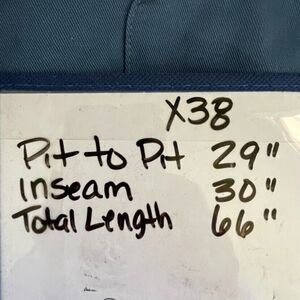 X38
Pit to Pit 29"
Inseam 30"
Total Length 66"